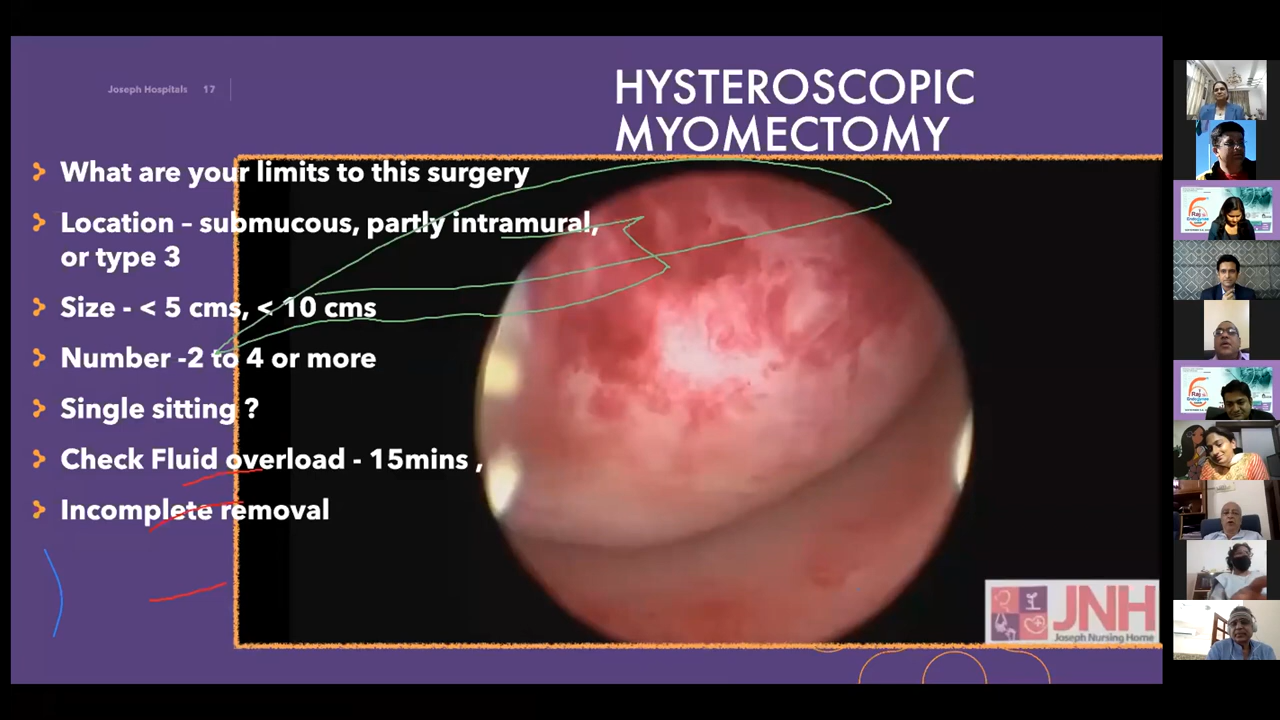 Joseph Hospitals 17
HYSTEROSCOPIC
MYOMECTOMY
What are your limits to this surgery
Location – submucous, partly intramural,
or type 3
Size - < 5 cms, < 10 cms
Number -2 to 4 or more
Single sitting ?
Check Fluid overload - 15mins ,
Incomplete removal
JNH
Joseph Nursing Home